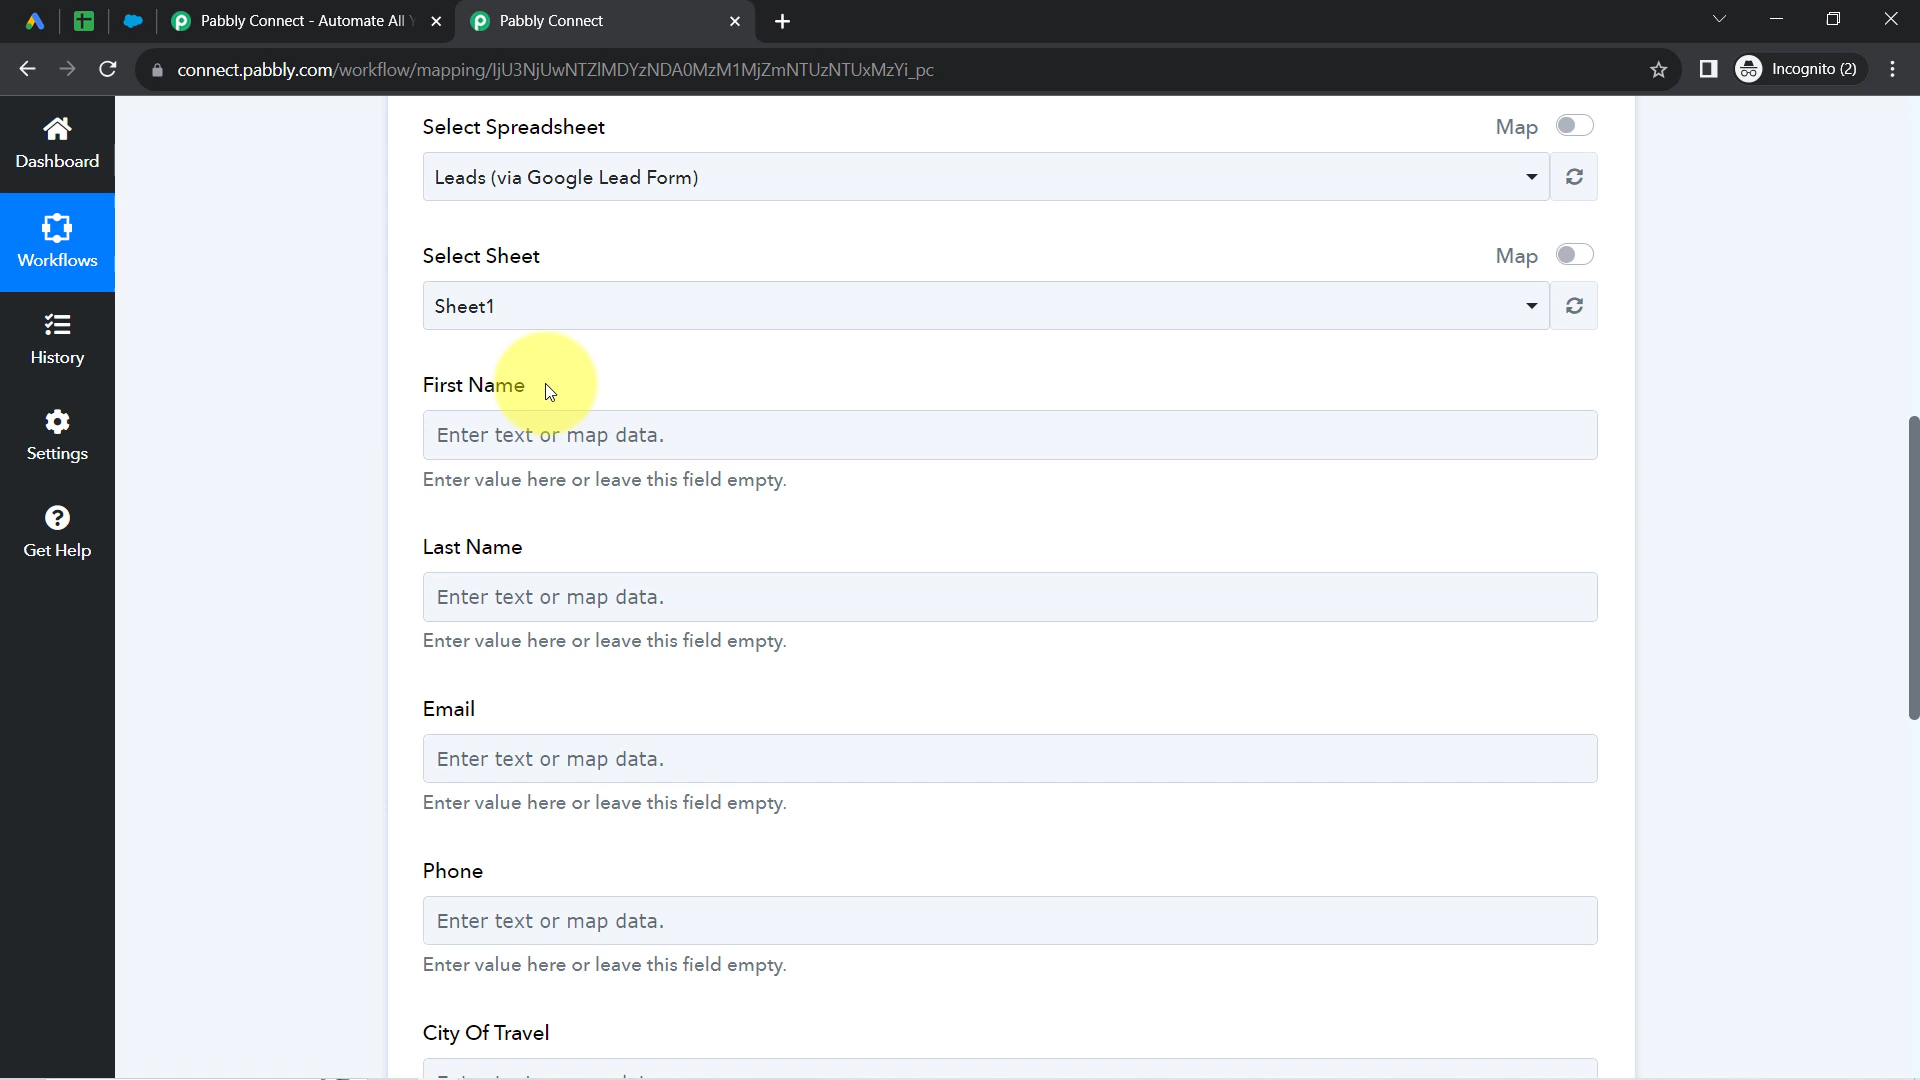 Pabbly Connect - Automate All
Pabbly Connect
connect.pabbly.com/workflow/mapping/IjU3NjUwNTZlMDYzNDA0MzM1MjZmNTUzNTUxMzYi_pc
Incognito (2)
Dashboard
Workflows
History
Settings
Get Help
Select Spreadsheet
Map
Leads (via Google Lead Form)
Select Sheet
Map
Sheet1
First Name
Enter text or map data.
Enter value here or leave this field empty.
Last Name
Enter text or map data.
Enter value here or leave this field empty.
Email
Enter text or map data.
Enter value here or leave this field empty.
Phone
Enter text or map data.
Enter value here or leave this field empty.
City Of Travel